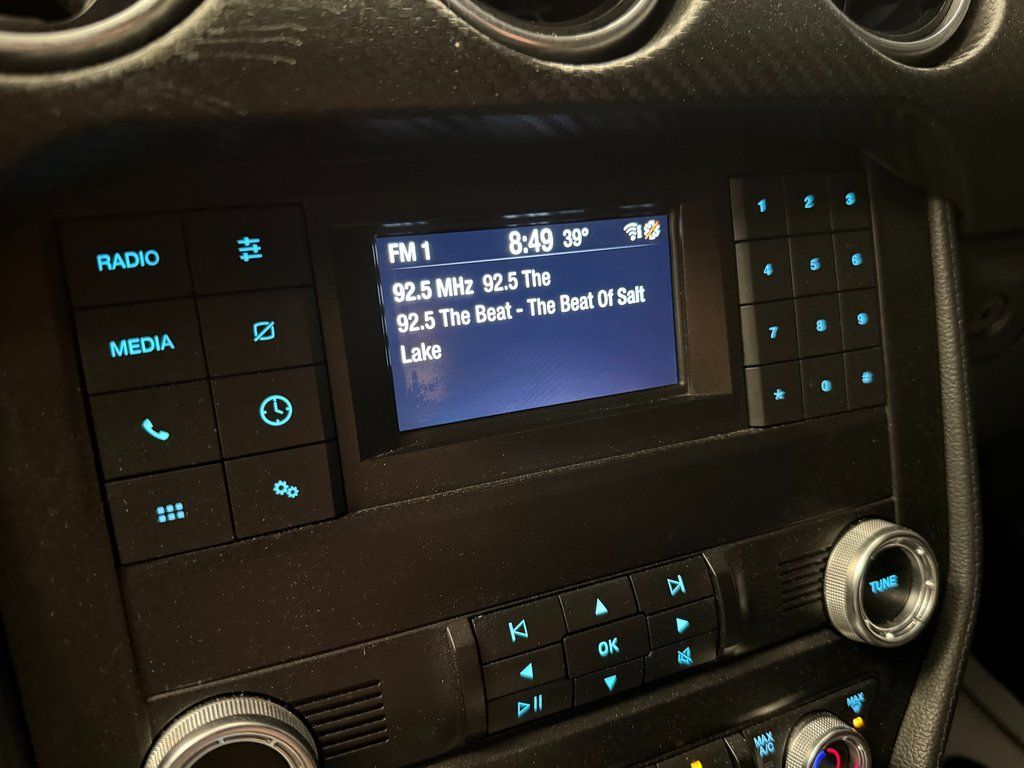 FM 1 8:49 39°
92.5 MHz 92.5 The
92.5 The Beat - The Beat Of Salt
Lake
RADIO
MEDIA
1 2 3
4 5 6
7 8 9
* 0 #
OK
TUNE
MAX
A/C
MAX